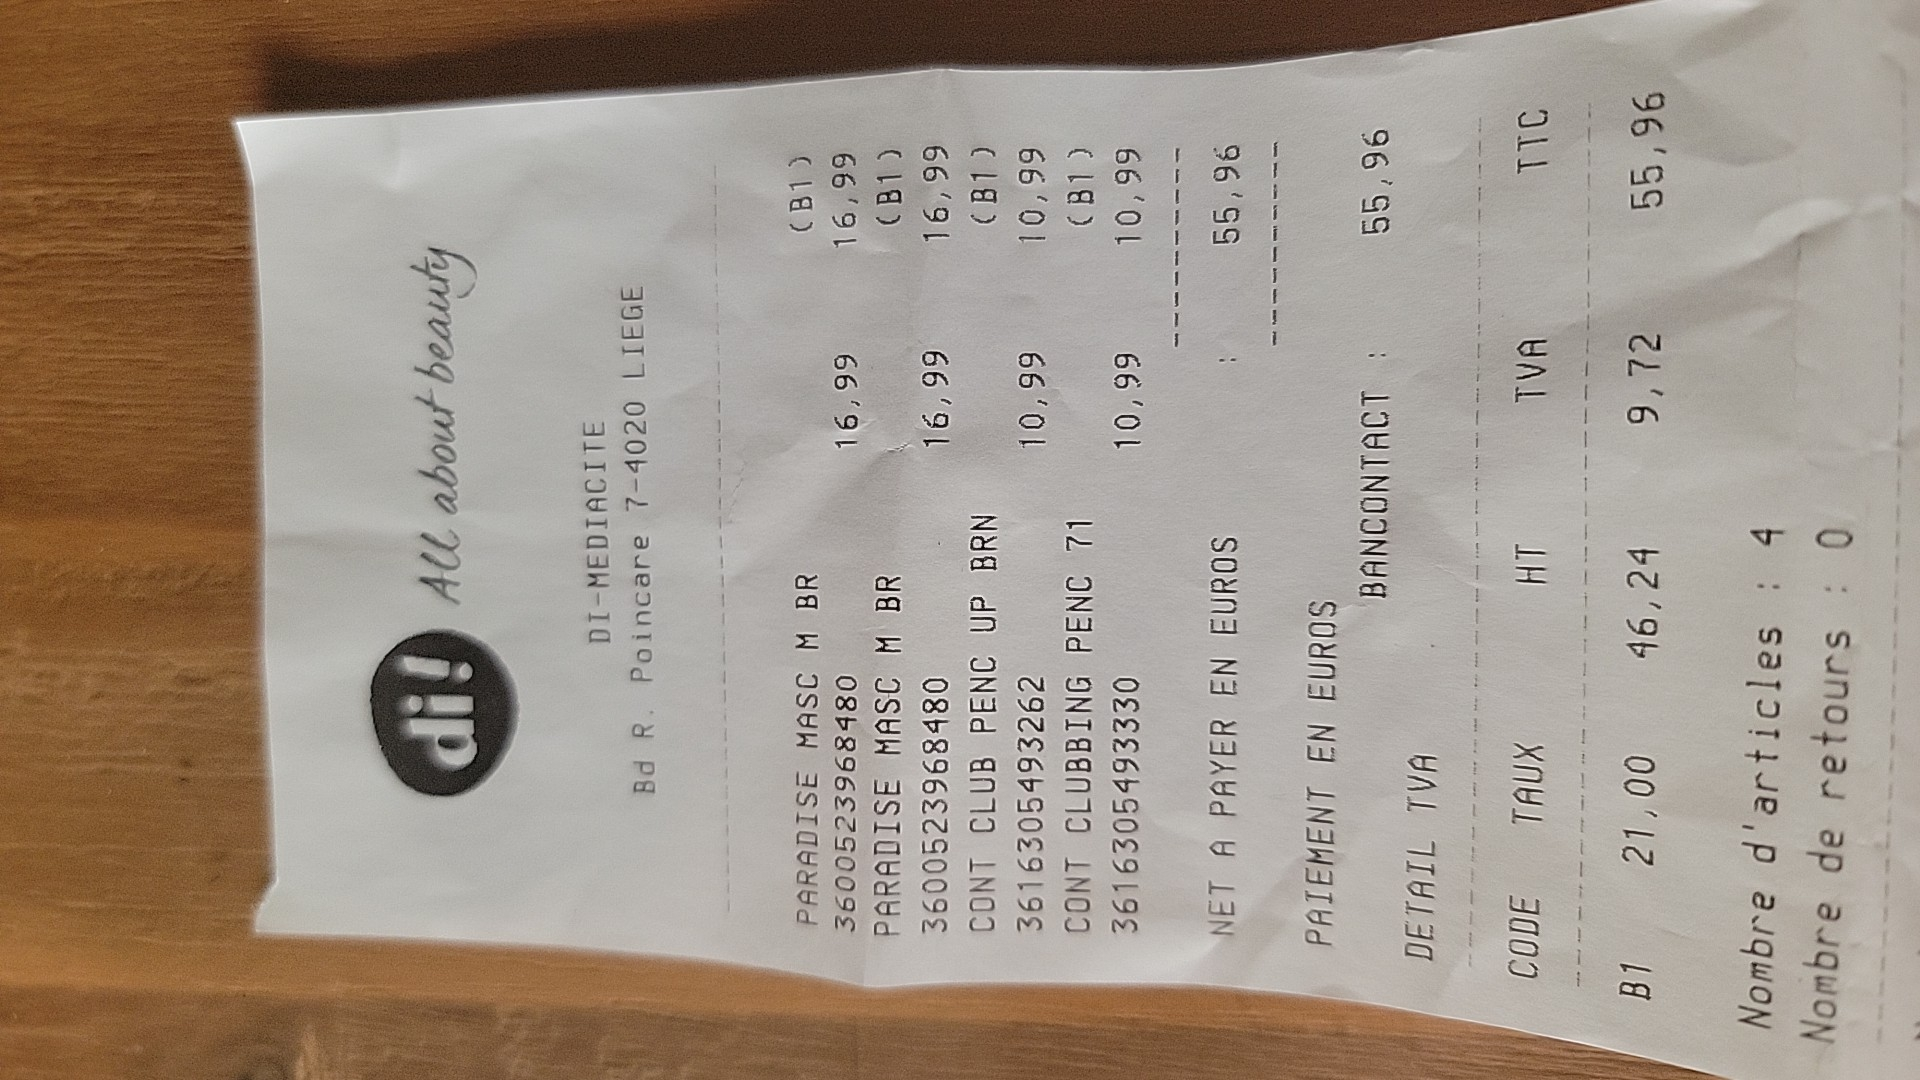 di! All about beauty
DI-MEDIACITE
Bd R. Poincare 7-4020 LIEGE
PARADISE MASC M BR (B1)
3600523968480 16,99 16,99
PARADISE MASC M BR (B1)
3600523968480 16,99 16,99
CONT CLUB PENC UP BRN (B1)
3616305493262 10,99 10,99
CONT CLUBBING PENC 71 (B1)
3616305493330 10,99 10,99
----------
NET A PAYER EN EUROS : 55,96
----------
PAIEMENT EN EUROS
BANCONTACT : 55,96
DETAIL TVA
CODE TAUX HT TVA TTC
B1 21,00 46,24 9,72 55,96
Nombre d'articles : 4
Nombre de retours : 0